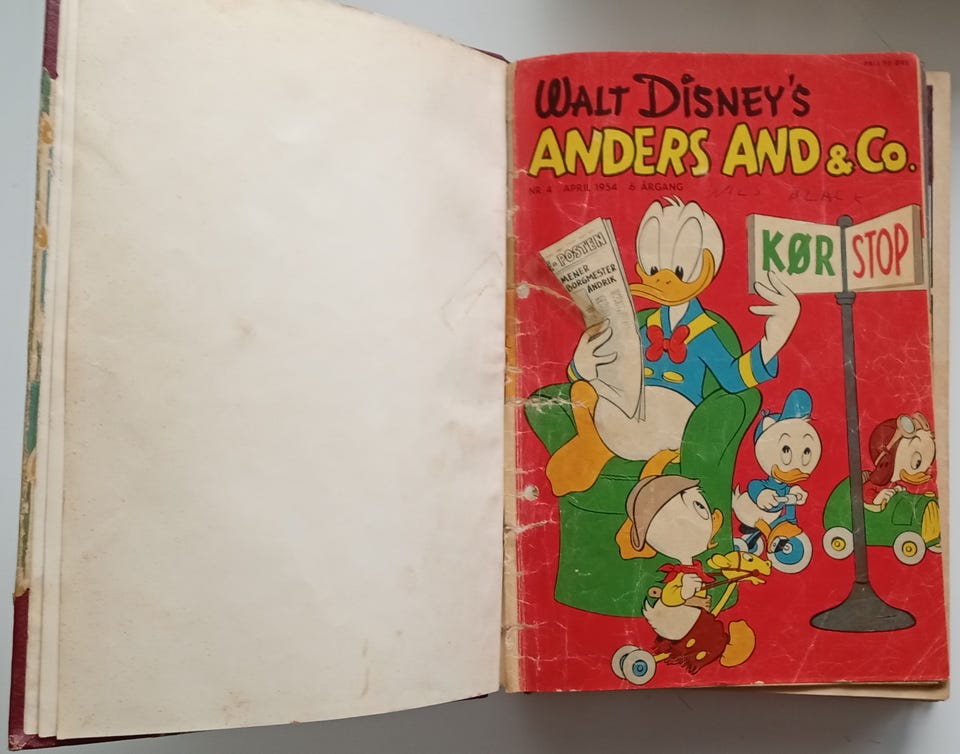 WALT DISNEY'S
ANDERS AND & CO.
NR. 4 APRIL 1954 6 ÅRGANG
POSTEN
MENER
BORGMESTER
ANDRIK
KØR
STOP